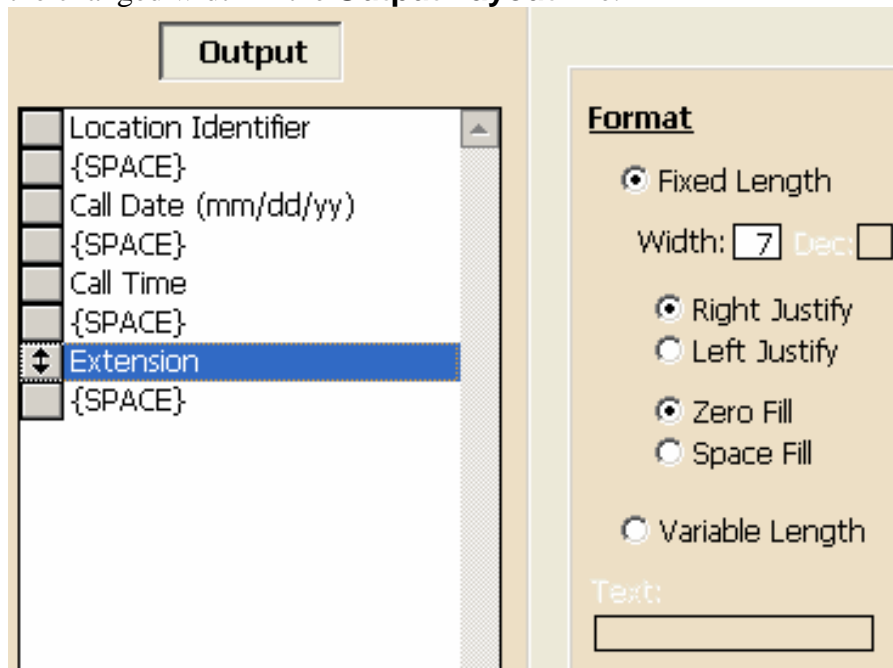 Output
Location Identifier
{SPACE}
Call Date (mm/dd/yy)
{SPACE}
Call Time
{SPACE}
Extension
{SPACE}
Format
Fixed Length
Width: 7 Dec:
Right Justify
Left Justify
Zero Fill
Space Fill
Variable Length
Text: